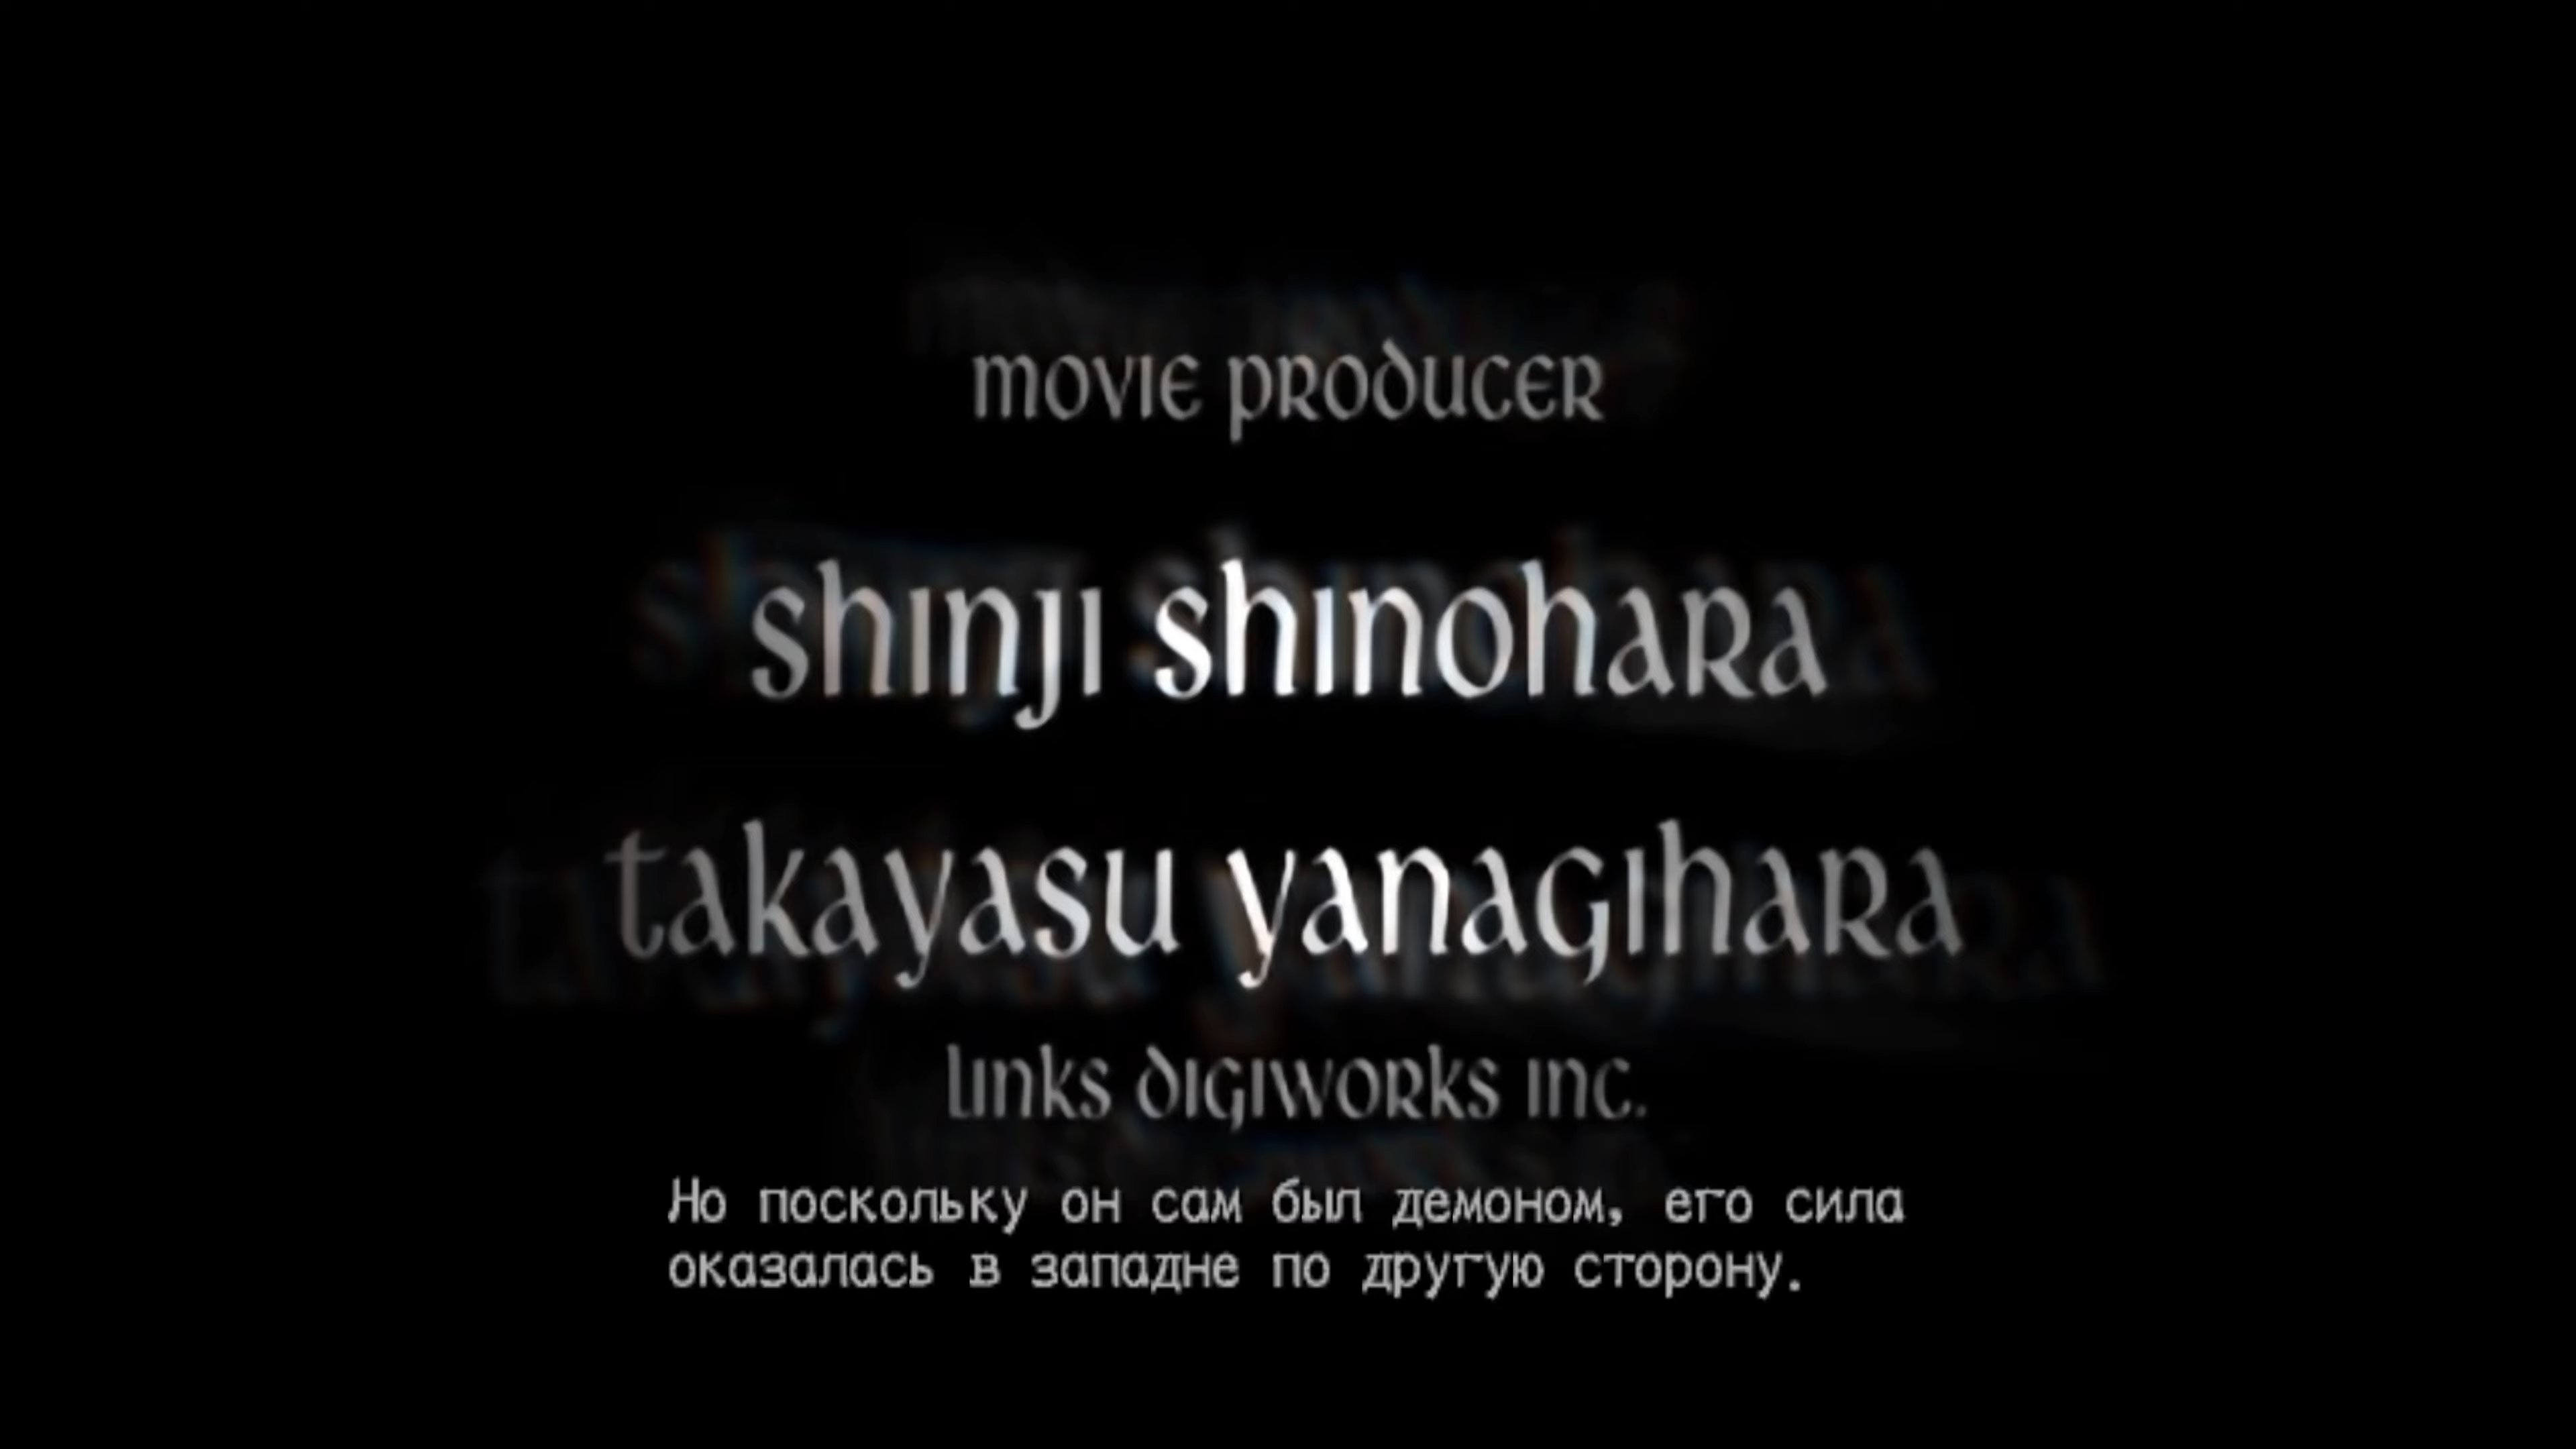 movie producer
shinji shinohara
takayasu yanagihara
links digiworks inc.
Но поскольку он сам был демоном, его сила
оказалась в западне по другую сторону.